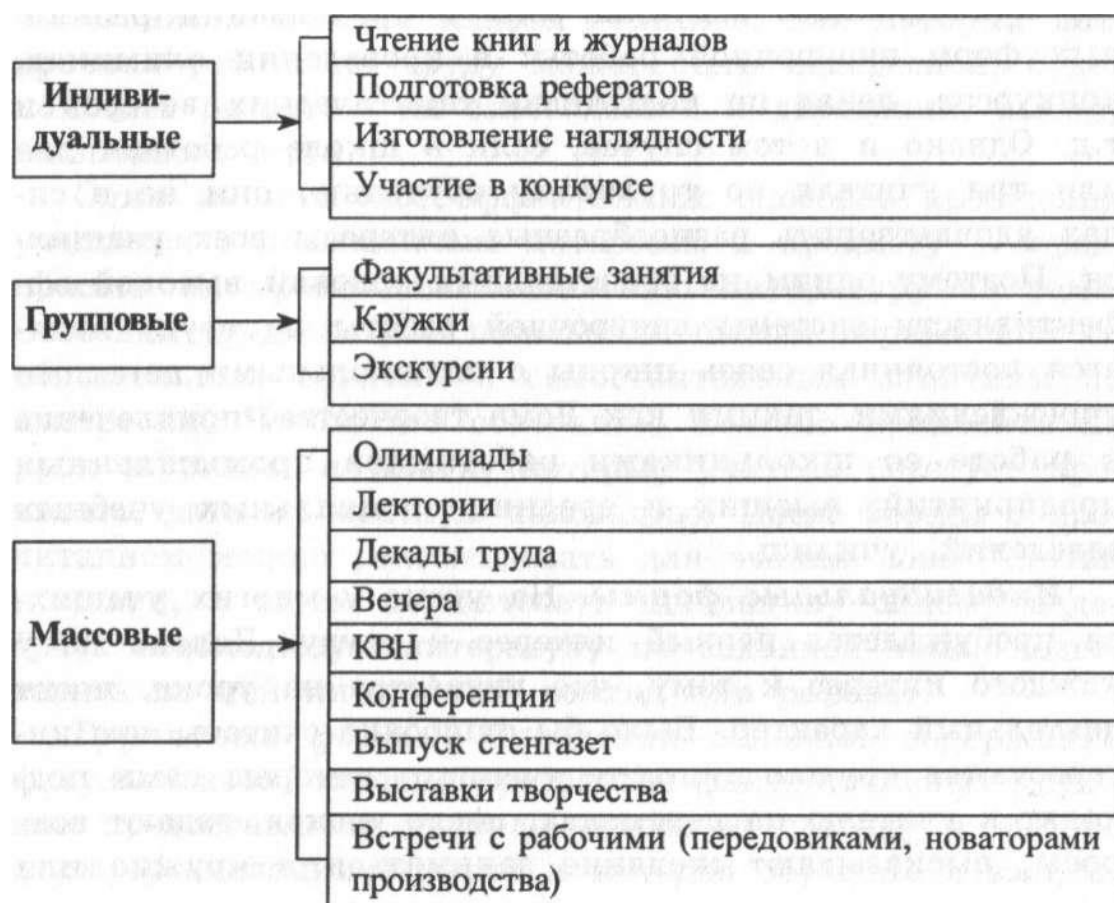 Индиви-
дуальные
Чтение книг и журналов
Подготовка рефератов
Изготовление наглядности
Участие в конкурсе
Групповые
Факультативные занятия
Кружки
Экскурсии
Массовые
Олимпиады
Лектории
Декады труда
Вечера
КВН
Конференции
Выпуск стенгазет
Выставки творчества
Встречи с рабочими (передовиками, новаторами
производства)